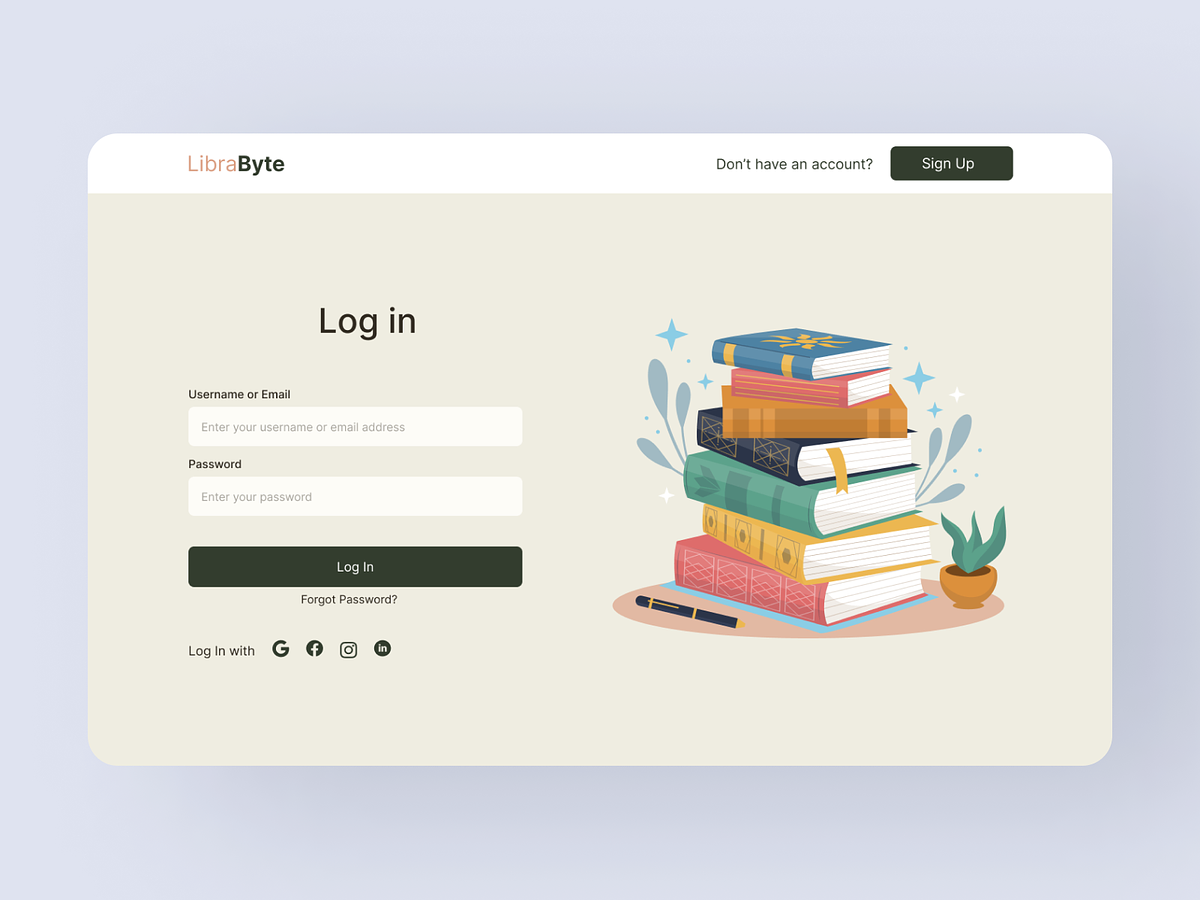 LibraByte
Don’t have an account?
Sign Up
Log in
Username or Email
Enter your username or email address
Password
Enter your password
Log In
Forgot Password?
Log In with